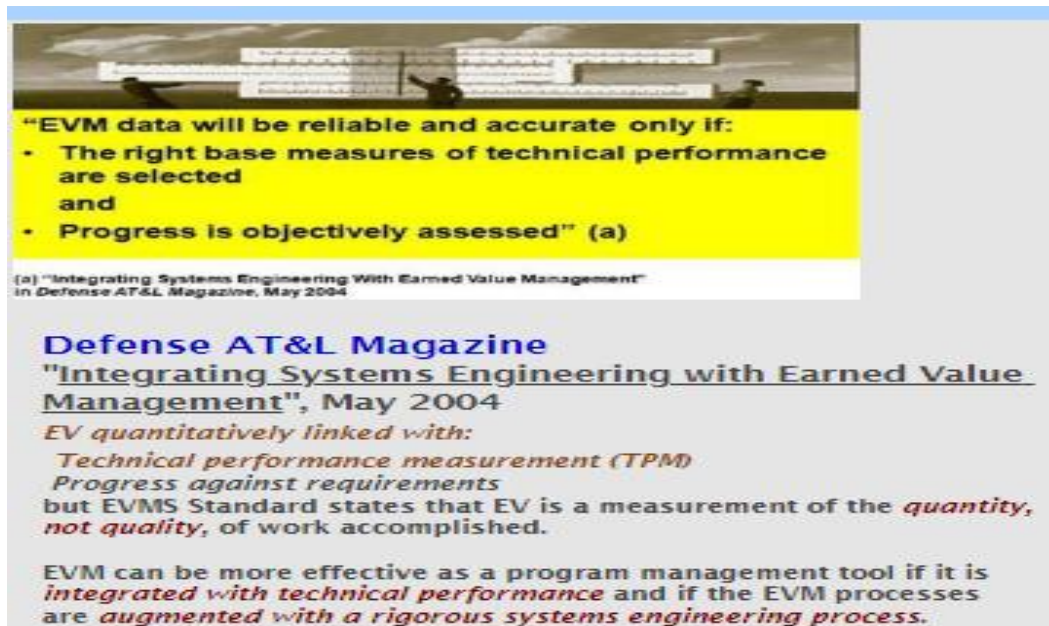 "EVM data will be reliable and accurate only if:
• The right base measures of technical performance
are selected
and
• Progress is objectively assessed" (a)
(a) "Integrating Systems Engineering With Earned Value Management"
in Defense AT&L Magazine, May 2004
Defense AT&L Magazine
"Integrating Systems Engineering with Earned Value
Management", May 2004
EV quantitatively linked with:
Technical performance measurement (TPM)
Progress against requirements
but EVMS Standard states that EV is a measurement of the quantity,
not quality, of work accomplished.
EVM can be more effective as a program management tool if it is
integrated with technical performance and if the EVM processes
are augmented with a rigorous systems engineering process.